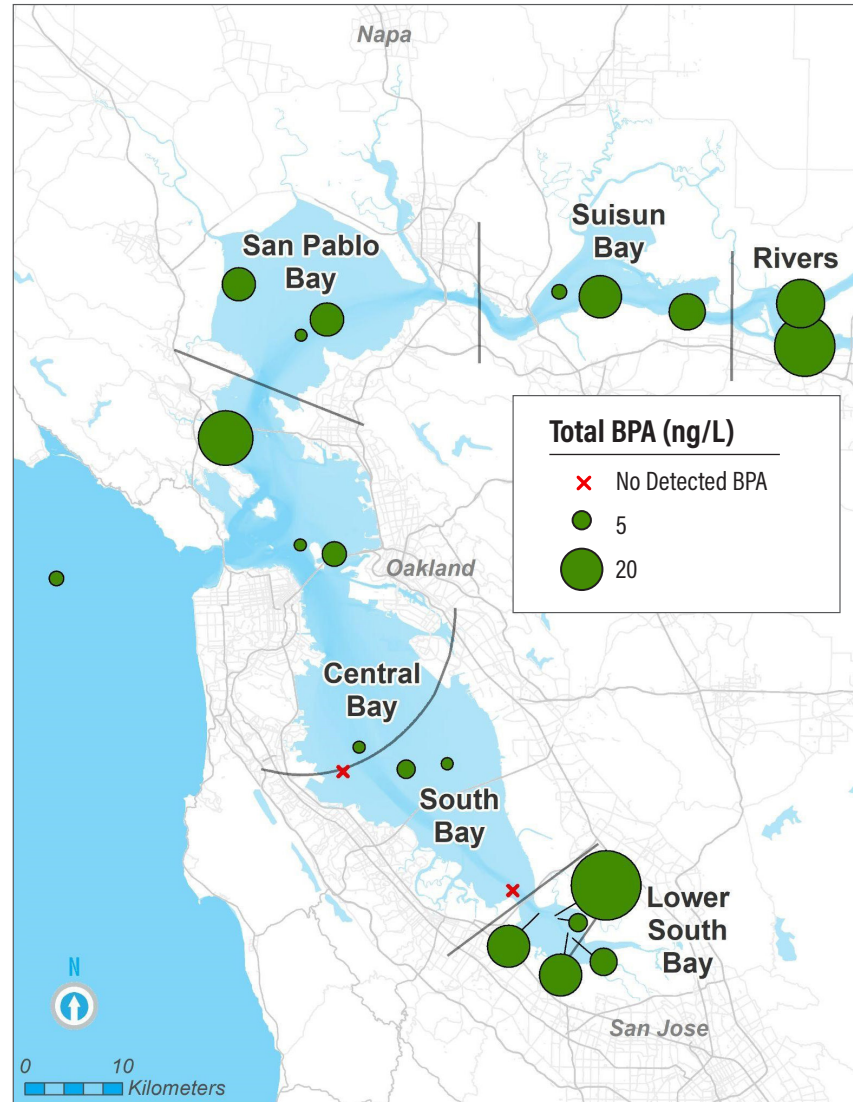 Napa
San Pablo
Bay
Suisun
Bay
Rivers
Total BPA (ng/L)
No Detected BPA
5
20
Oakland
Central
Bay
South
Bay
Lower
South
Bay
San Jose
N
0 10
Kilometers